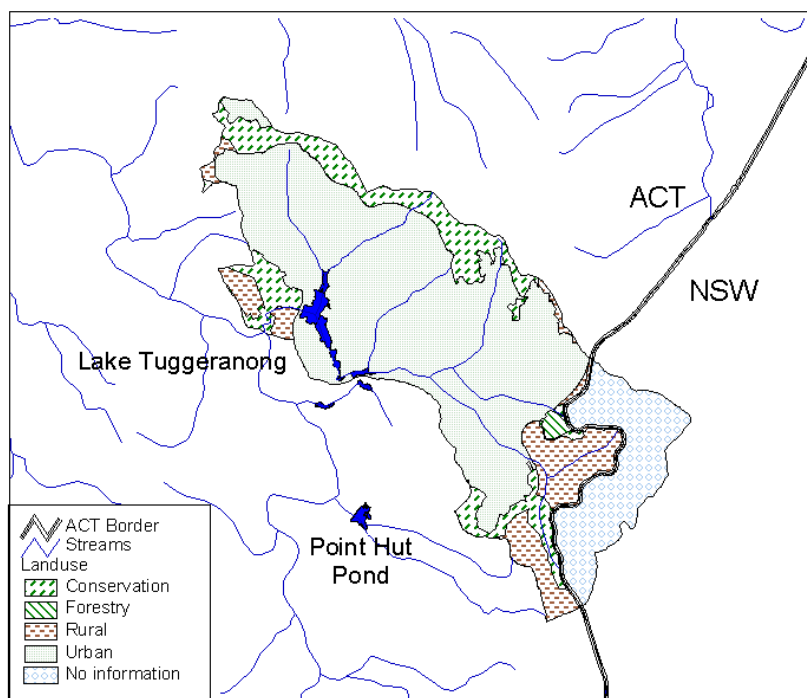 ACT
NSW
Lake Tuggeranong
Point Hut
Pond
ACT Border
Streams
Landuse
Conservation
Forestry
Rural
Urban
No information